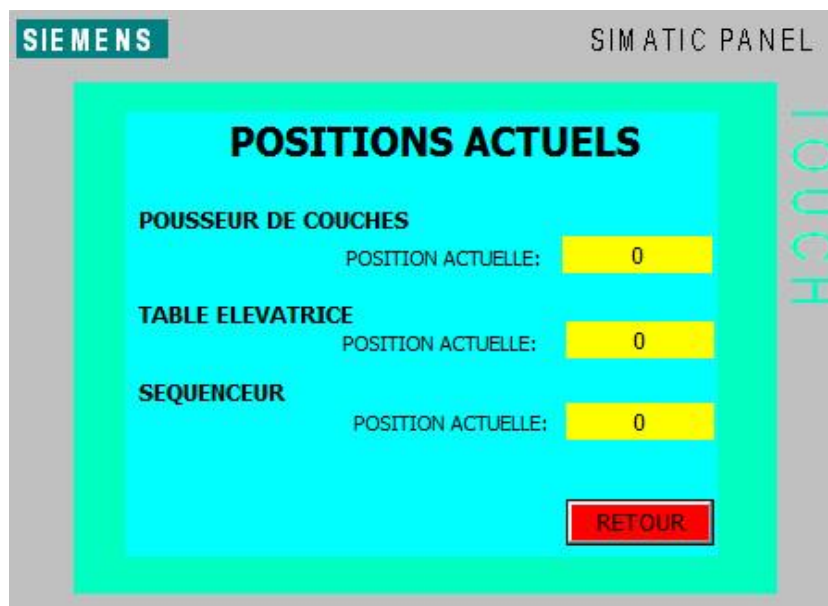 SIEMENS
SIMATIC PANEL
TOUCH
POSITIONS ACTUELS
POUSSEUR DE COUCHES
POSITION ACTUELLE: 0
TABLE ELEVATRICE
POSITION ACTUELLE: 0
SEQUENCEUR
POSITION ACTUELLE: 0
RETOUR